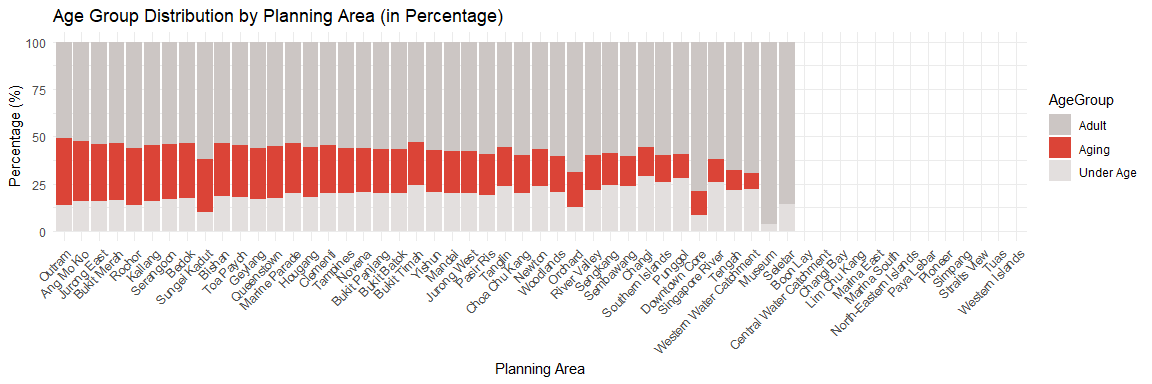 Age Group Distribution by Planning Area (in Percentage)
100
75
50
25
0
Percentage (%)
Outram
Ang Mo Kio
Jurong East
Bukit Merah
Rochor
Kallang
Serangoon
Bedok
Sungei Kadut
Bishan
Toa Payoh
Geylang
Queenstown
Marine Parade
Hougang
Clementi
Tampines
Novena
Bukit Panjang
Bukit Batok
Bukit Timah
Yishun
Mandai
Jurong West
Pasir Ris
Tanglin
Choa Chu Kang
Newton
Woodlands
Orchard
River Valley
Sengkang
Sembawang
Changi
Southern Islands
Punggol
Downtown Core
Singapore River
Tengah
Western Water Catchment
Museum
Seletar
Boon Lay
Central Water Catchment
Changi Bay
Lim Chu Kang
Marina East
Marina South
North-Eastern Islands
Paya Lebar
Pioneer
Simpang
Straits View
Tuas
Western Islands
Planning Area
AgeGroup
Adult
Aging
Under Age